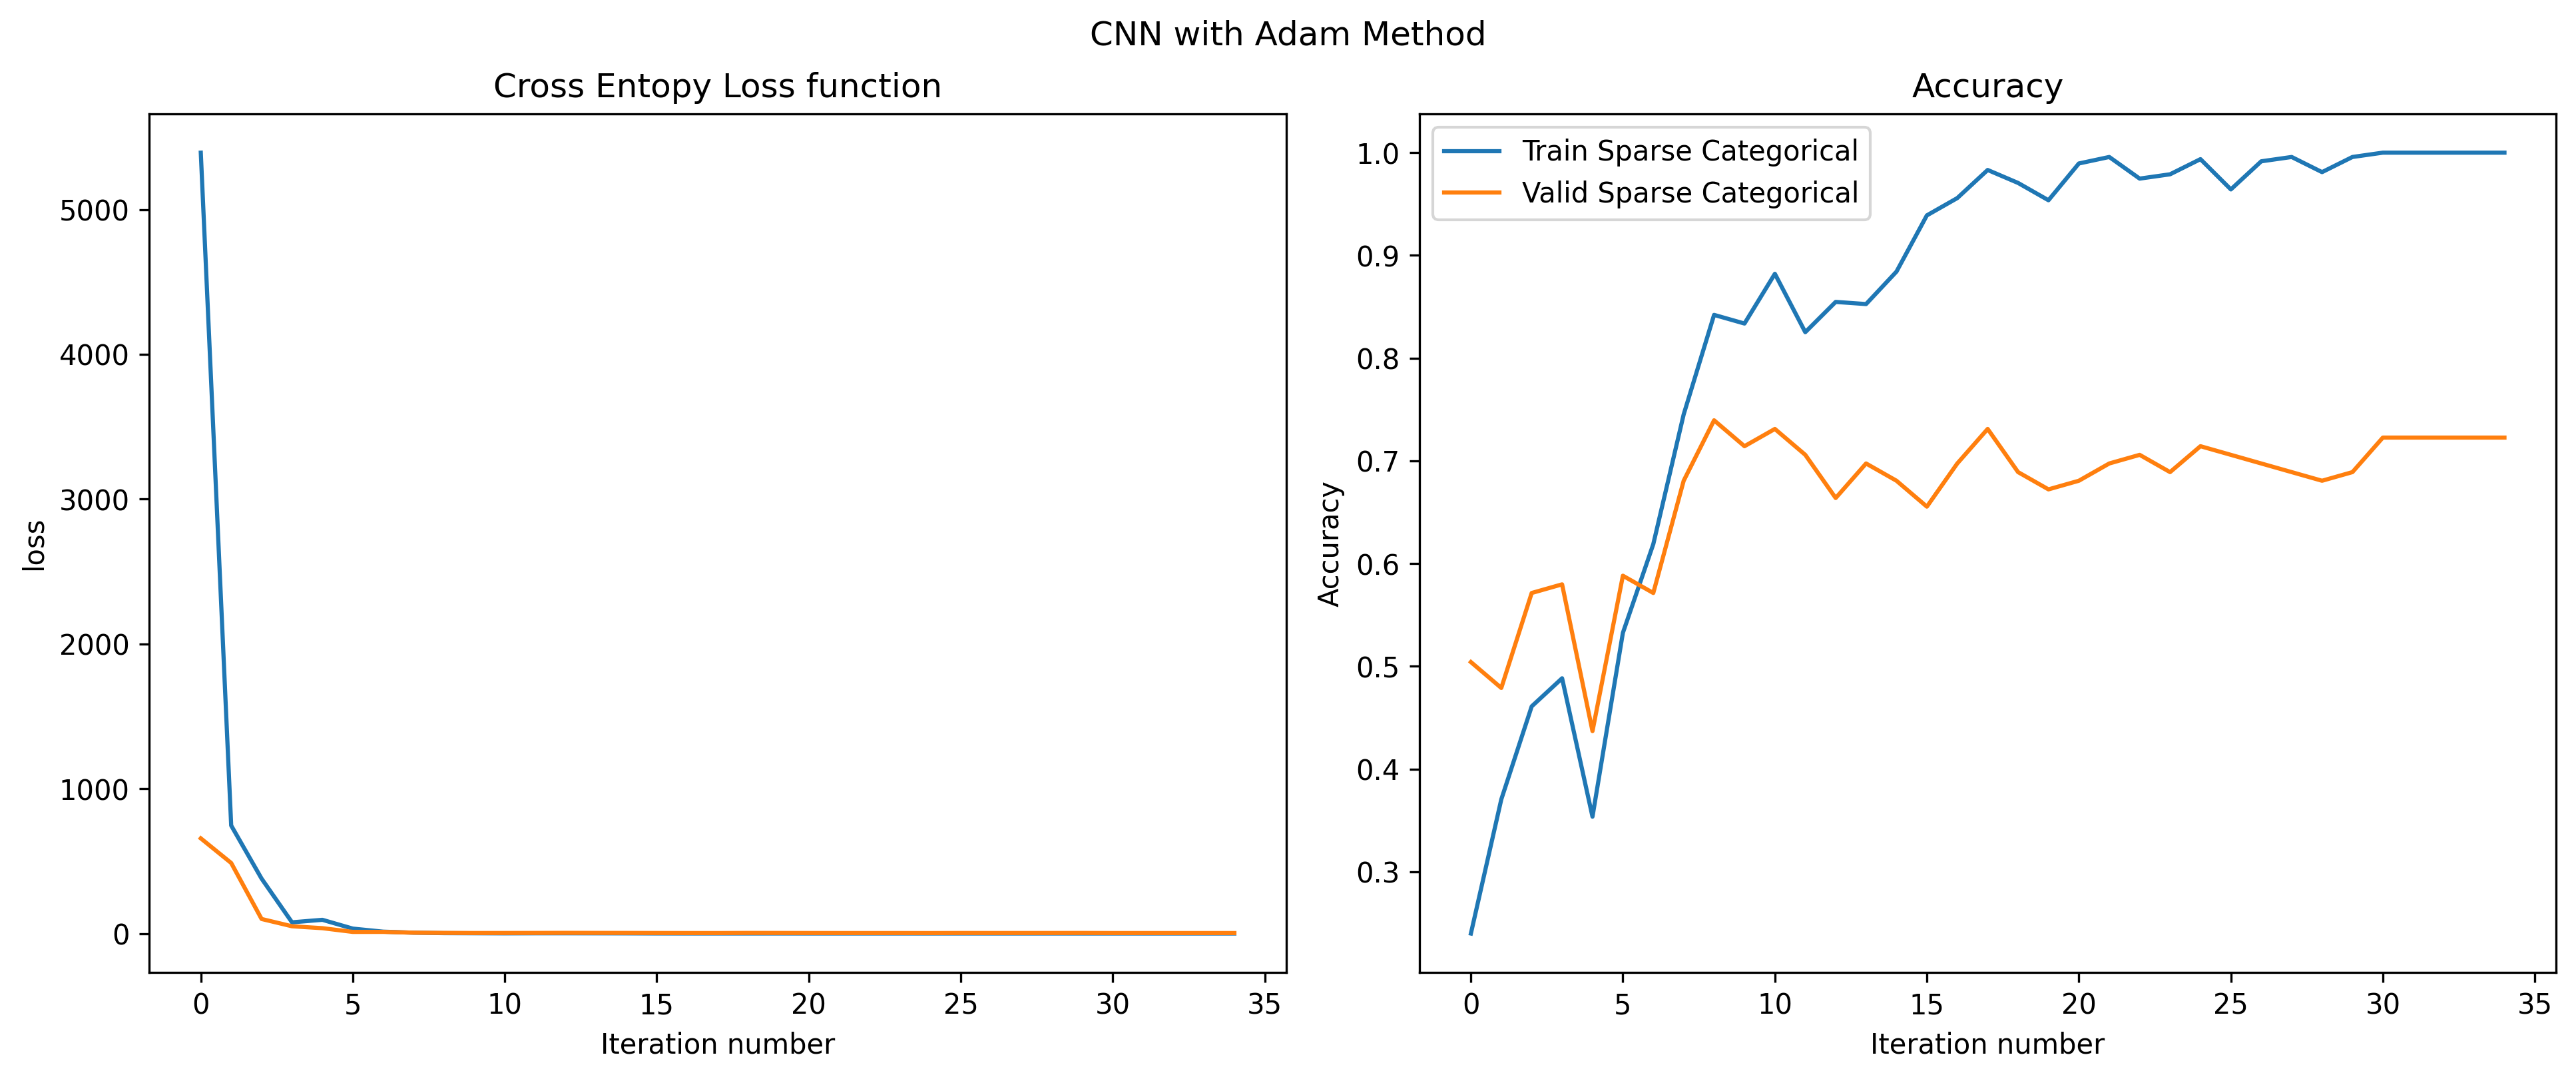 CNN with Adam Method
Cross Entopy Loss function
loss
5000
4000
3000
2000
1000
0
0 5 10 15 20 25 30 35
Iteration number
Accuracy
Train Sparse Categorical
Valid Sparse Categorical
Accuracy
1.0
0.9
0.8
0.7
0.6
0.5
0.4
0.3
0 5 10 15 20 25 30 35
Iteration number